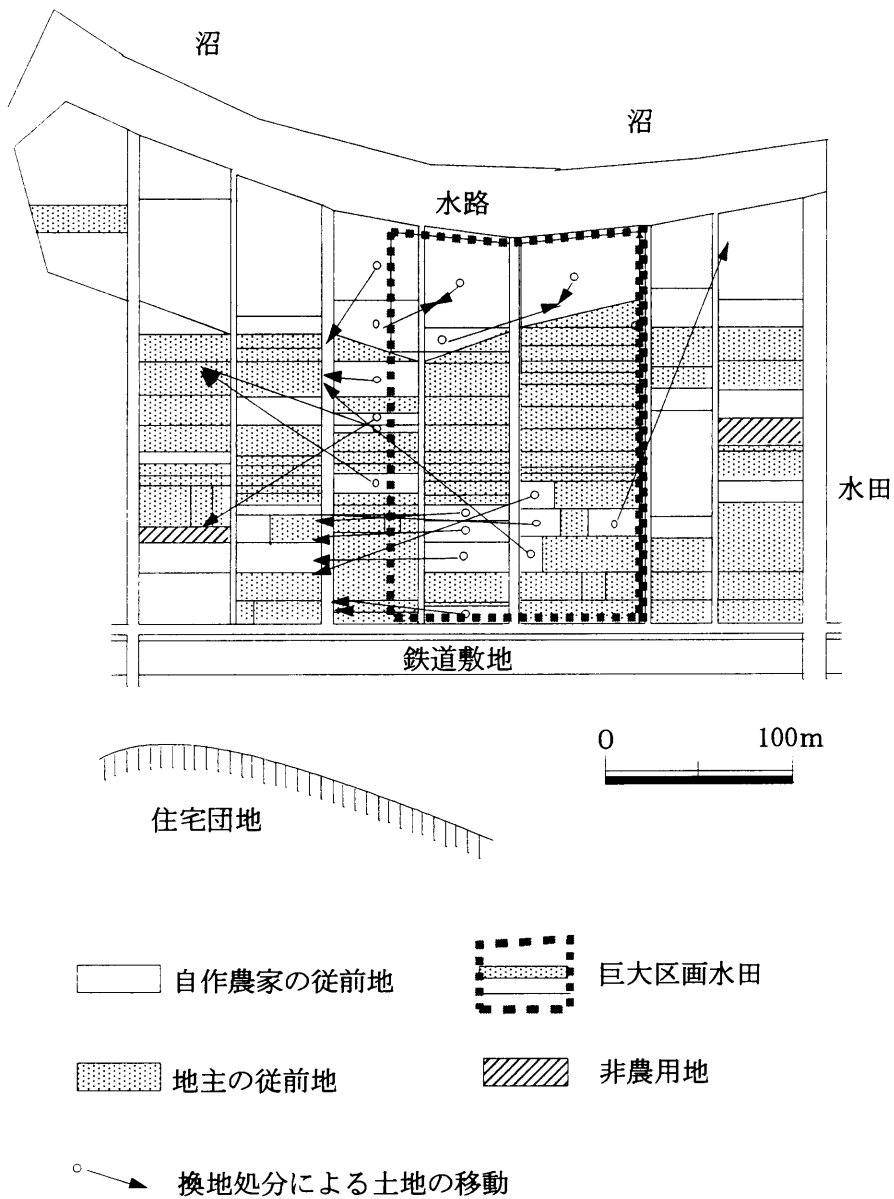 沼
沼
水路
水田
鉄道敷地
0 100m
住宅団地
自作農家の従前地
巨大区画水田
地主の従前地
非農用地
換地処分による土地の移動